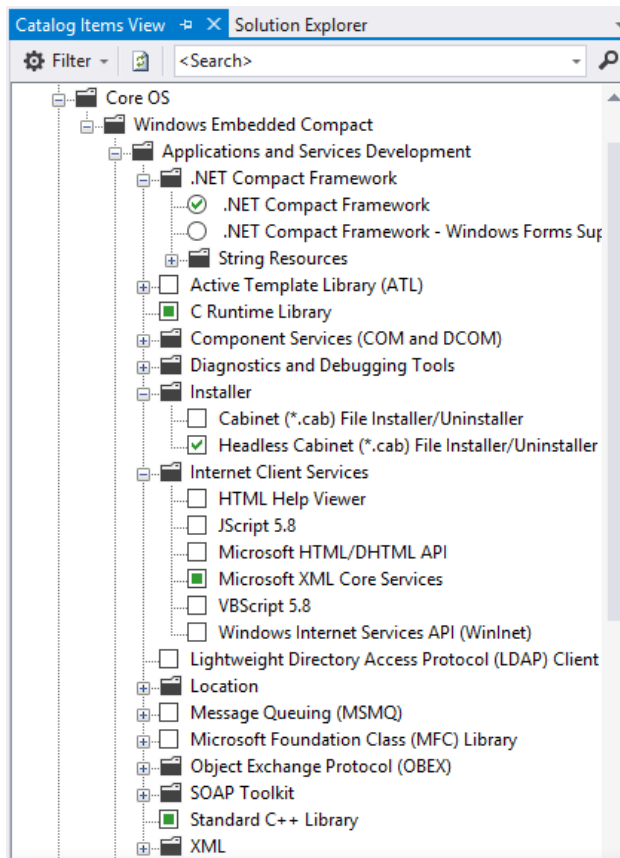 Catalog Items View Solution Explorer
Filter <Search>
Core OS
Windows Embedded Compact
Applications and Services Development
.NET Compact Framework
.NET Compact Framework
.NET Compact Framework - Windows Forms Sup
String Resources
Active Template Library (ATL)
C Runtime Library
Component Services (COM and DCOM)
Diagnostics and Debugging Tools
Installer
Cabinet (*.cab) File Installer/Uninstaller
Headless Cabinet (*.cab) File Installer/Uninstaller
Internet Client Services
HTML Help Viewer
JScript 5.8
Microsoft HTML/DHTML API
Microsoft XML Core Services
VBScript 5.8
Windows Internet Services API (WinInet)
Lightweight Directory Access Protocol (LDAP) Client
Location
Message Queuing (MSMQ)
Microsoft Foundation Class (MFC) Library
Object Exchange Protocol (OBEX)
SOAP Toolkit
Standard C++ Library
XML